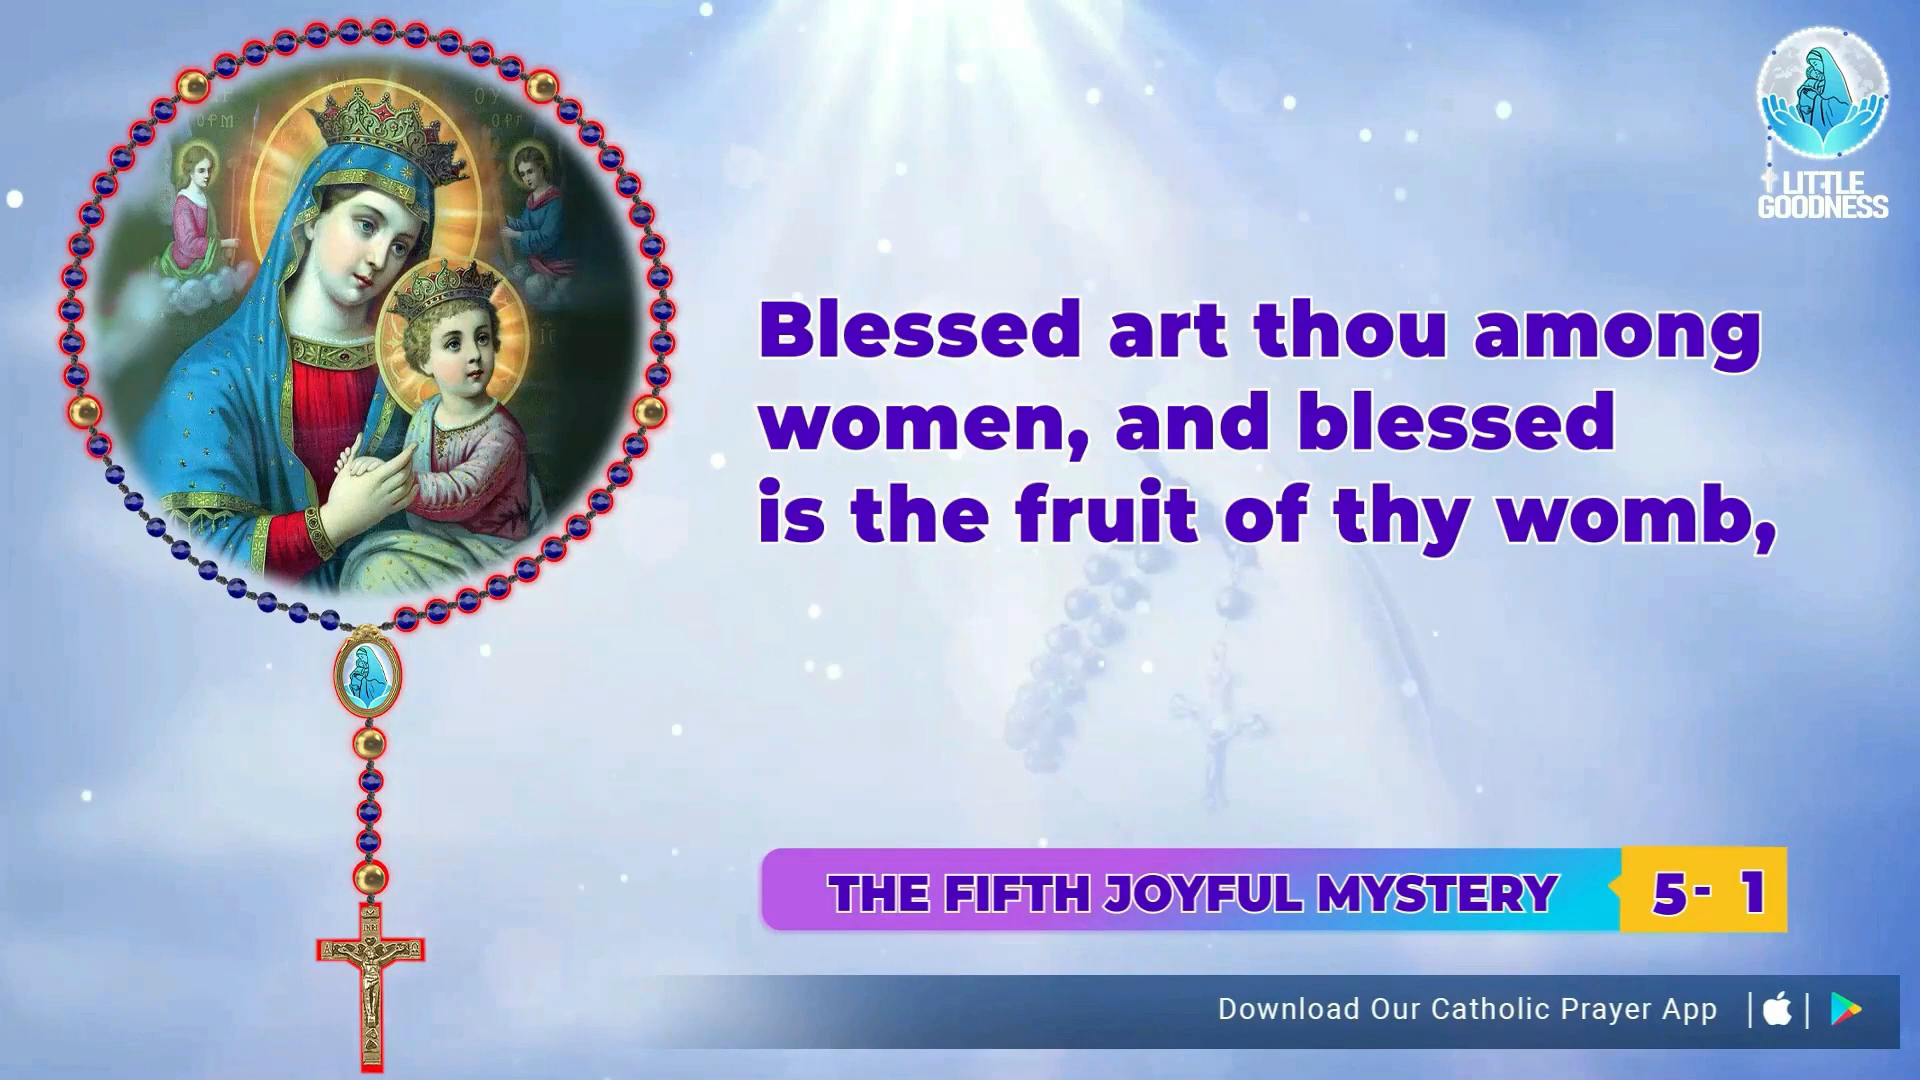 LITTLE
GOODNESS
Blessed art thou among
women, and blessed
is the fruit of thy womb,
THE FIFTH JOYFUL MYSTERY 5- 1
Download Our Catholic Prayer App
INRI